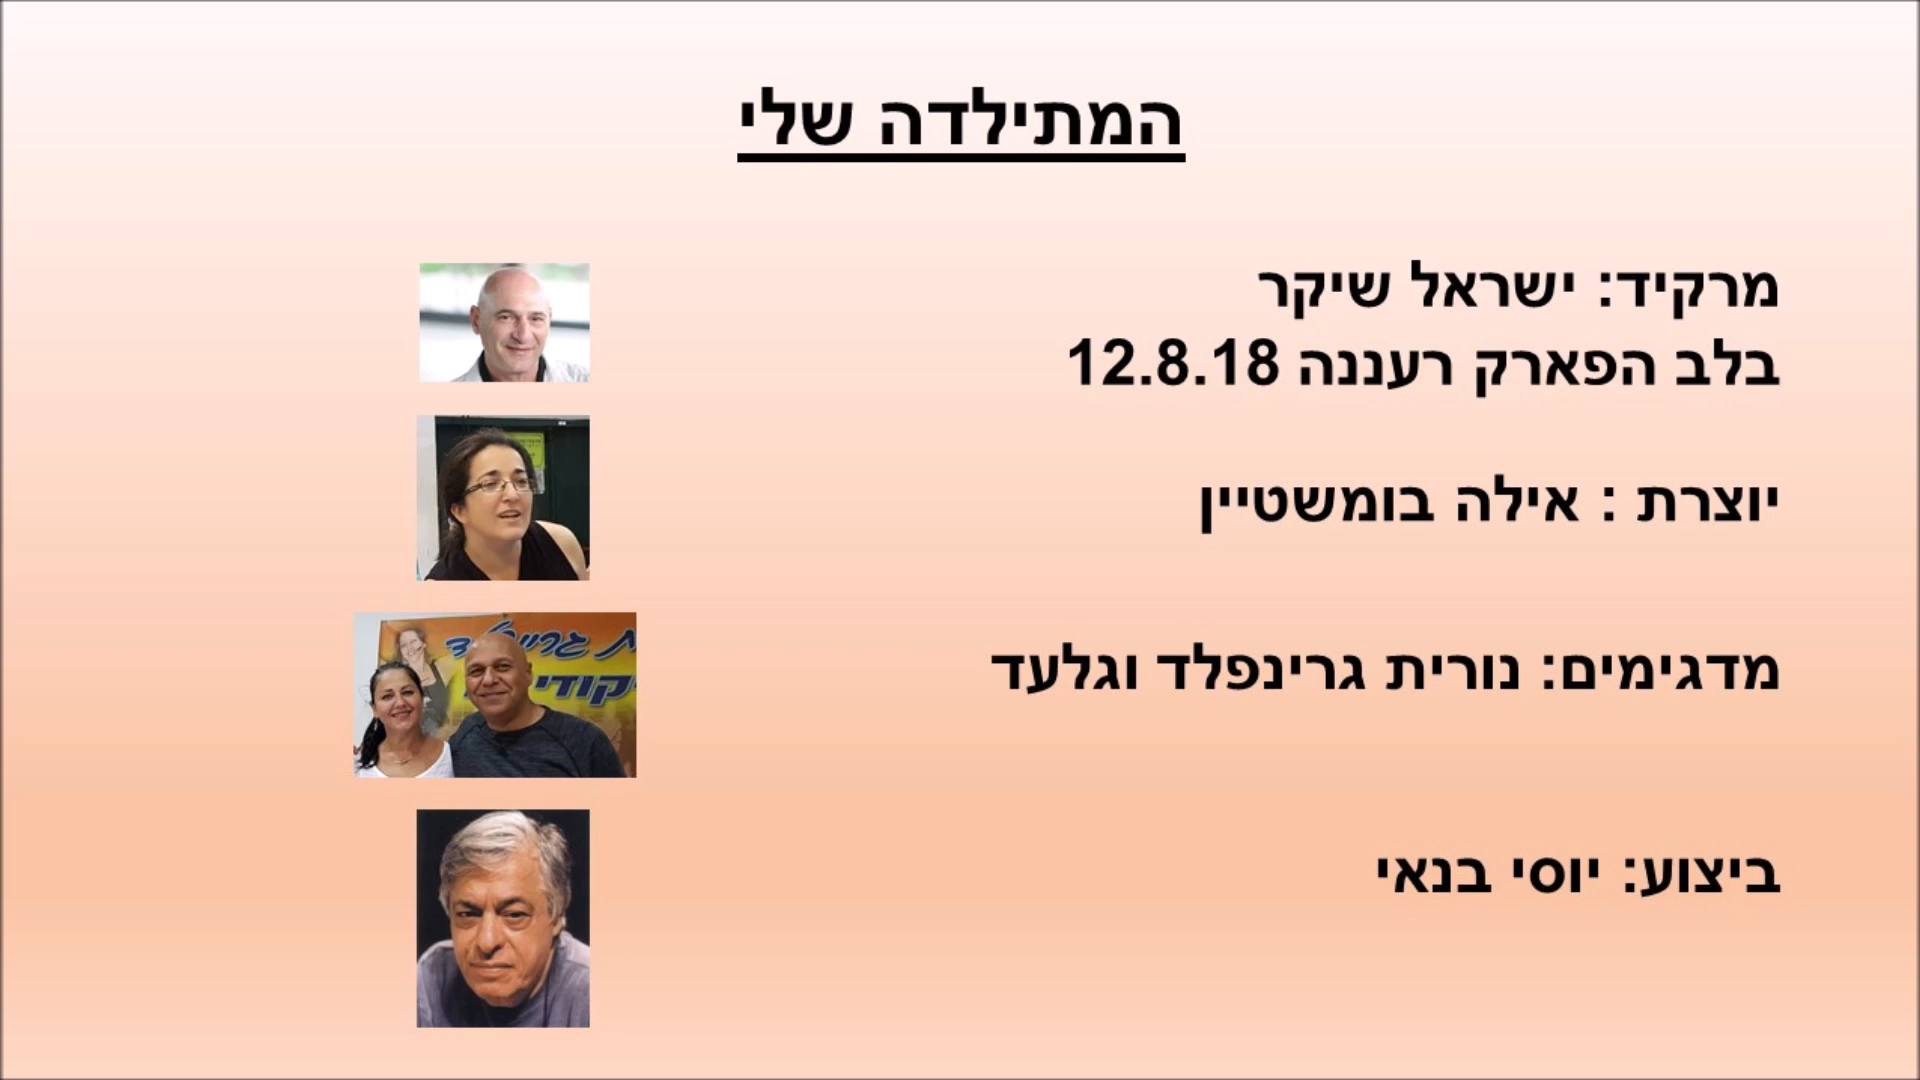 המתילדה שלי
מרקיד: ישראל שיקר
בלב הפארק רעננה 12.8.18
יוצרת : אילה בומשטיין
מדגימים: נורית גרינפלד וגלעד
ביצוע: יוסי בנאי